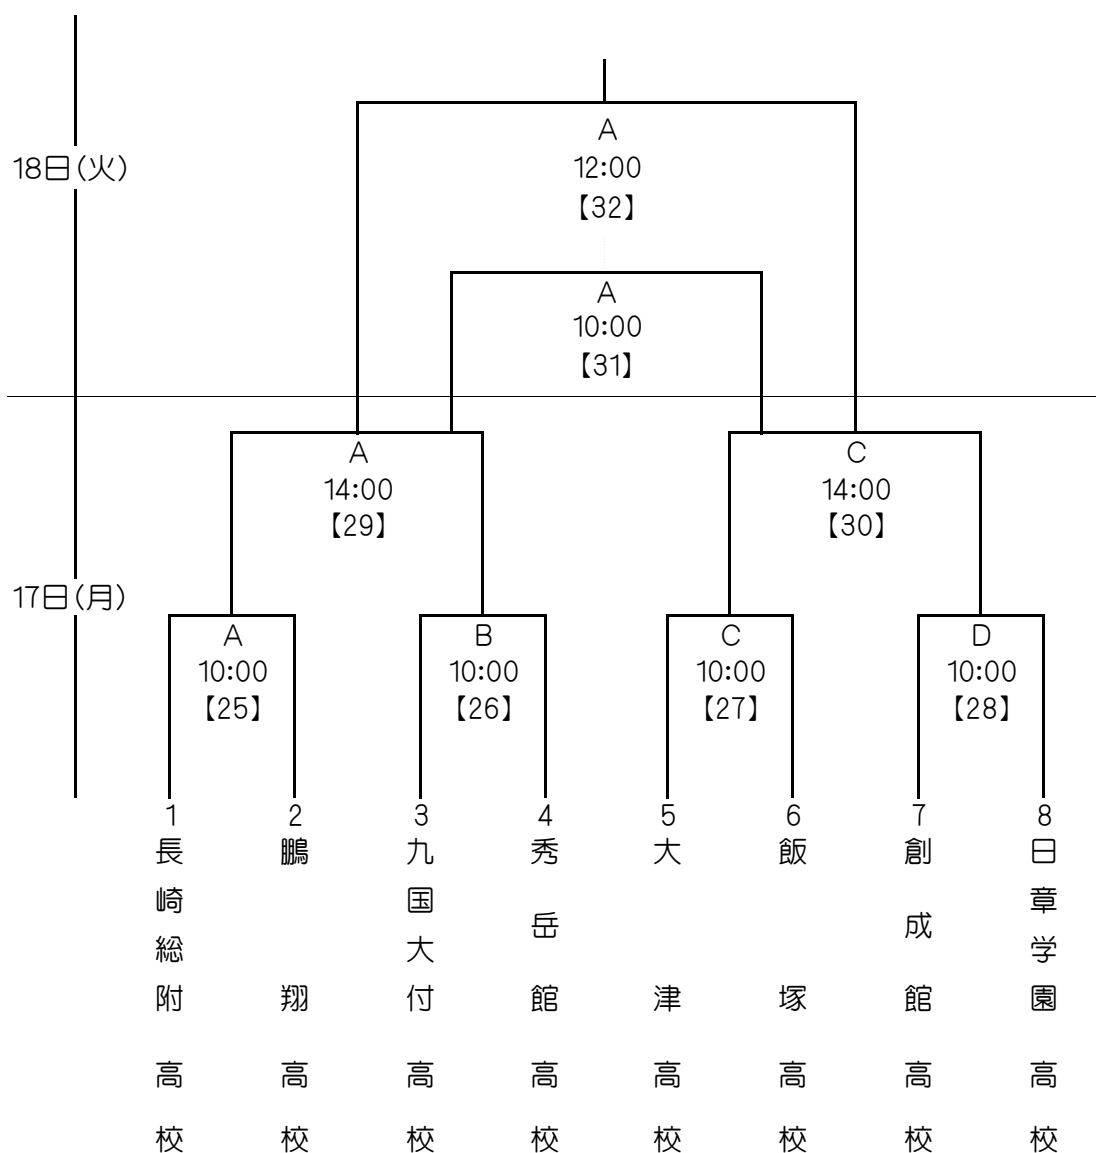 18日(火)
A
12:00
【32】
A
10:00
【31】
A
14:00
【29】
C
14:00
【30】
17日(月)
A
10:00
【25】
B
10:00
【26】
C
10:00
【27】
D
10:00
【28】
1
長崎総附高校
2
鵬翔高校
3
九国大付高校
4
秀岳館高校
5
大津高校
6
飯塚高校
7
創成館高校
8
日章学園高校